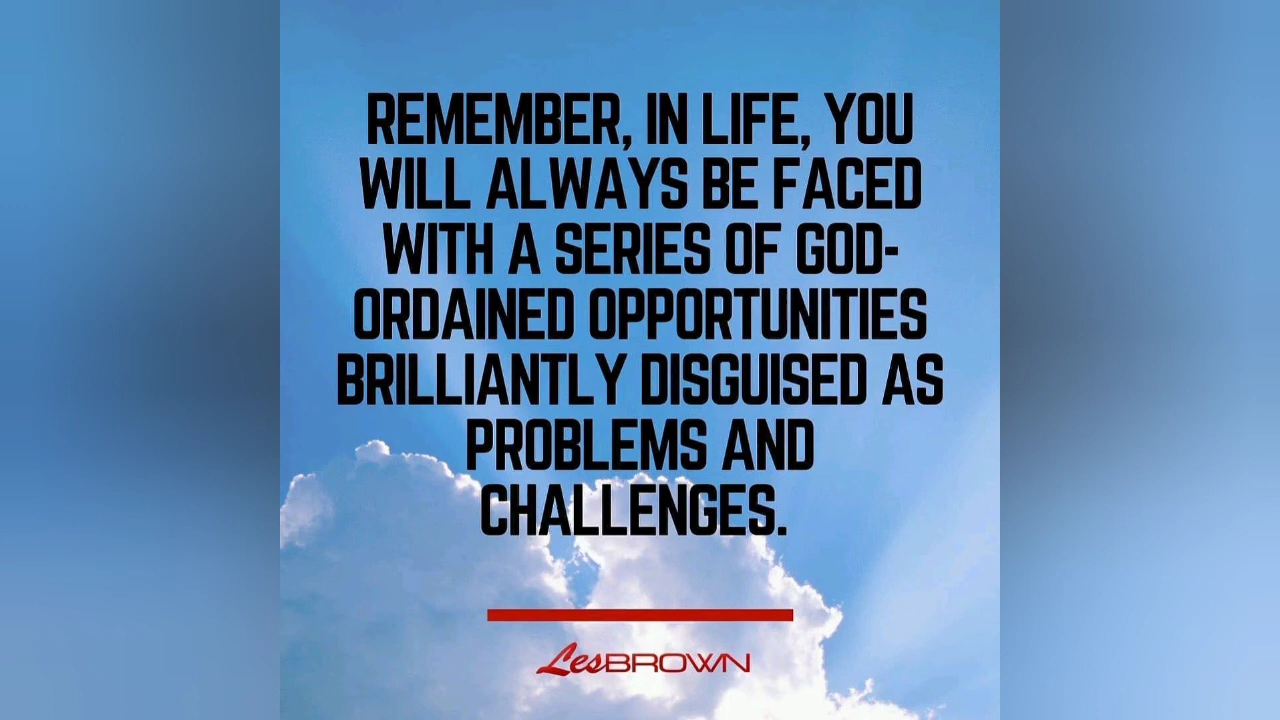 REMEMBER, IN LIFE, YOU
WILL ALWAYS BE FACED
WITH A SERIES OF GOD-
ORDAINED OPPORTUNITIES
BRILLIANTLY DISGUISED AS
PROBLEMS AND
CHALLENGES.
LesBROWN